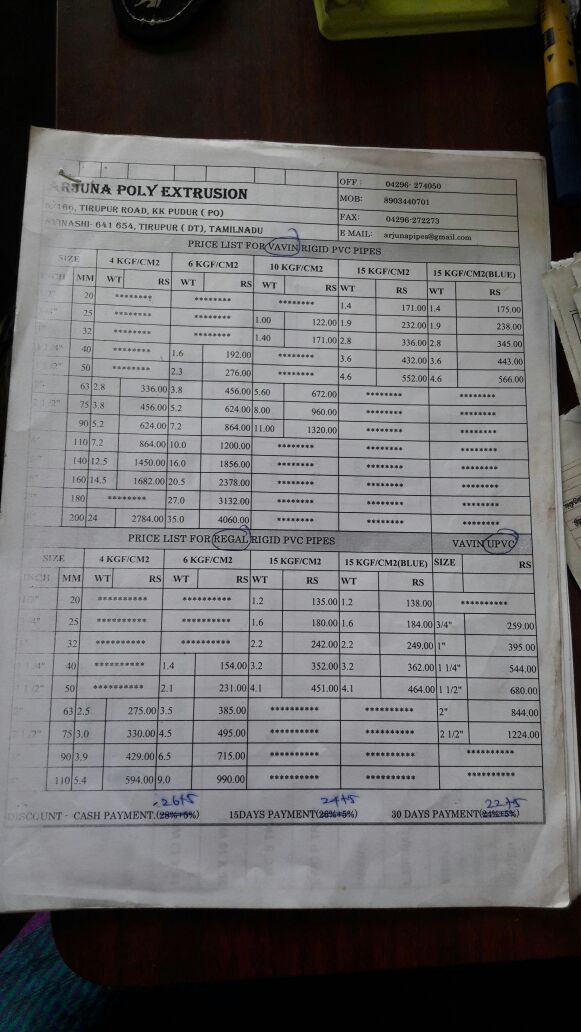 ARJUNA POLY EXTRUSION
/166, TIRUPUR ROAD, KK PUDUR ( PO)
AVINASHI- 641 654, TIRUPUR ( DT), TAMILNADU
OFF : 04296- 274050
MOB: 8903440701
FAX: 04296-272273
E MAIL: arjunapipes@gmail.com
PRICE LIST FOR VAVIN RIGID PVC PIPES
SIZE 4 KGF/CM2 6 KGF/CM2 10 KGF/CM2 15 KGF/CM2 15 KGF/CM2(BLUE)
INCH MM WT RS WT RS WT RS WT RS WT RS
20 ******** ******** ******** 1.4 171.00 1.4 175.00
25 ******** ******** 1.00 122.00 1.9 232.00 1.9 238.00
32 ******** ******** 1.40 171.00 2.8 336.00 2.8 345.00
1/4" 40 ******** 1.6 192.00 ******** 3.6 432.00 3.6 443.00
1/2" 50 ******** 2.3 276.00 ******** 4.6 552.00 4.6 566.00
63 2.8 336.00 3.8 456.00 5.60 672.00 ******** ********
1/2" 75 3.8 456.00 5.2 624.00 8.00 960.00 ******** ********
90 5.2 624.00 7.2 864.00 11.00 1320.00 ******** ********
110 7.2 864.00 10.0 1200.00 ******** ******** ********
140 12.5 1450.00 16.0 1856.00 ******** ******** ********
160 14.5 1682.00 20.5 2378.00 ******** ******** ********
180 ******** 27.0 3132.00 ******** ******** ********
200 24 2784.00 35.0 4060.00 ******** ******** ********
PRICE LIST FOR REGAL RIGID PVC PIPES VAVIN UPVC
SIZE 4 KGF/CM2 6 KGF/CM2 15 KGF/CM2 15 KGF/CM2(BLUE) SIZE RS
INCH MM WT RS WT RS WT RS WT RS
20 ********** ********** 1.2 135.00 1.2 138.00 **********
25 ********** ********** 1.6 180.00 1.6 184.00 3/4" 259.00
32 ********** ********** 2.2 242.00 2.2 249.00 1" 395.00
1/4" 40 ********** 1.4 154.00 3.2 352.00 3.2 362.00 1 1/4" 544.00
1/2" 50 ********** 2.1 231.00 4.1 451.00 4.1 464.00 1 1/2" 680.00
63 2.5 275.00 3.5 385.00 ********** ********** 2" 844.00
1/2" 75 3.0 330.00 4.5 495.00 ********** ********** 2 1/2" 1224.00
90 3.9 429.00 6.5 715.00 ********** ********** **********
110 5.4 594.00 9.0 990.00 ********** ********** **********
26+5 24+5 22+5
DISCOUNT - CASH PAYMENT.(28%+5%) 15DAYS PAYMENT(26%+5%) 30 DAYS PAYMENT(24%+5%)